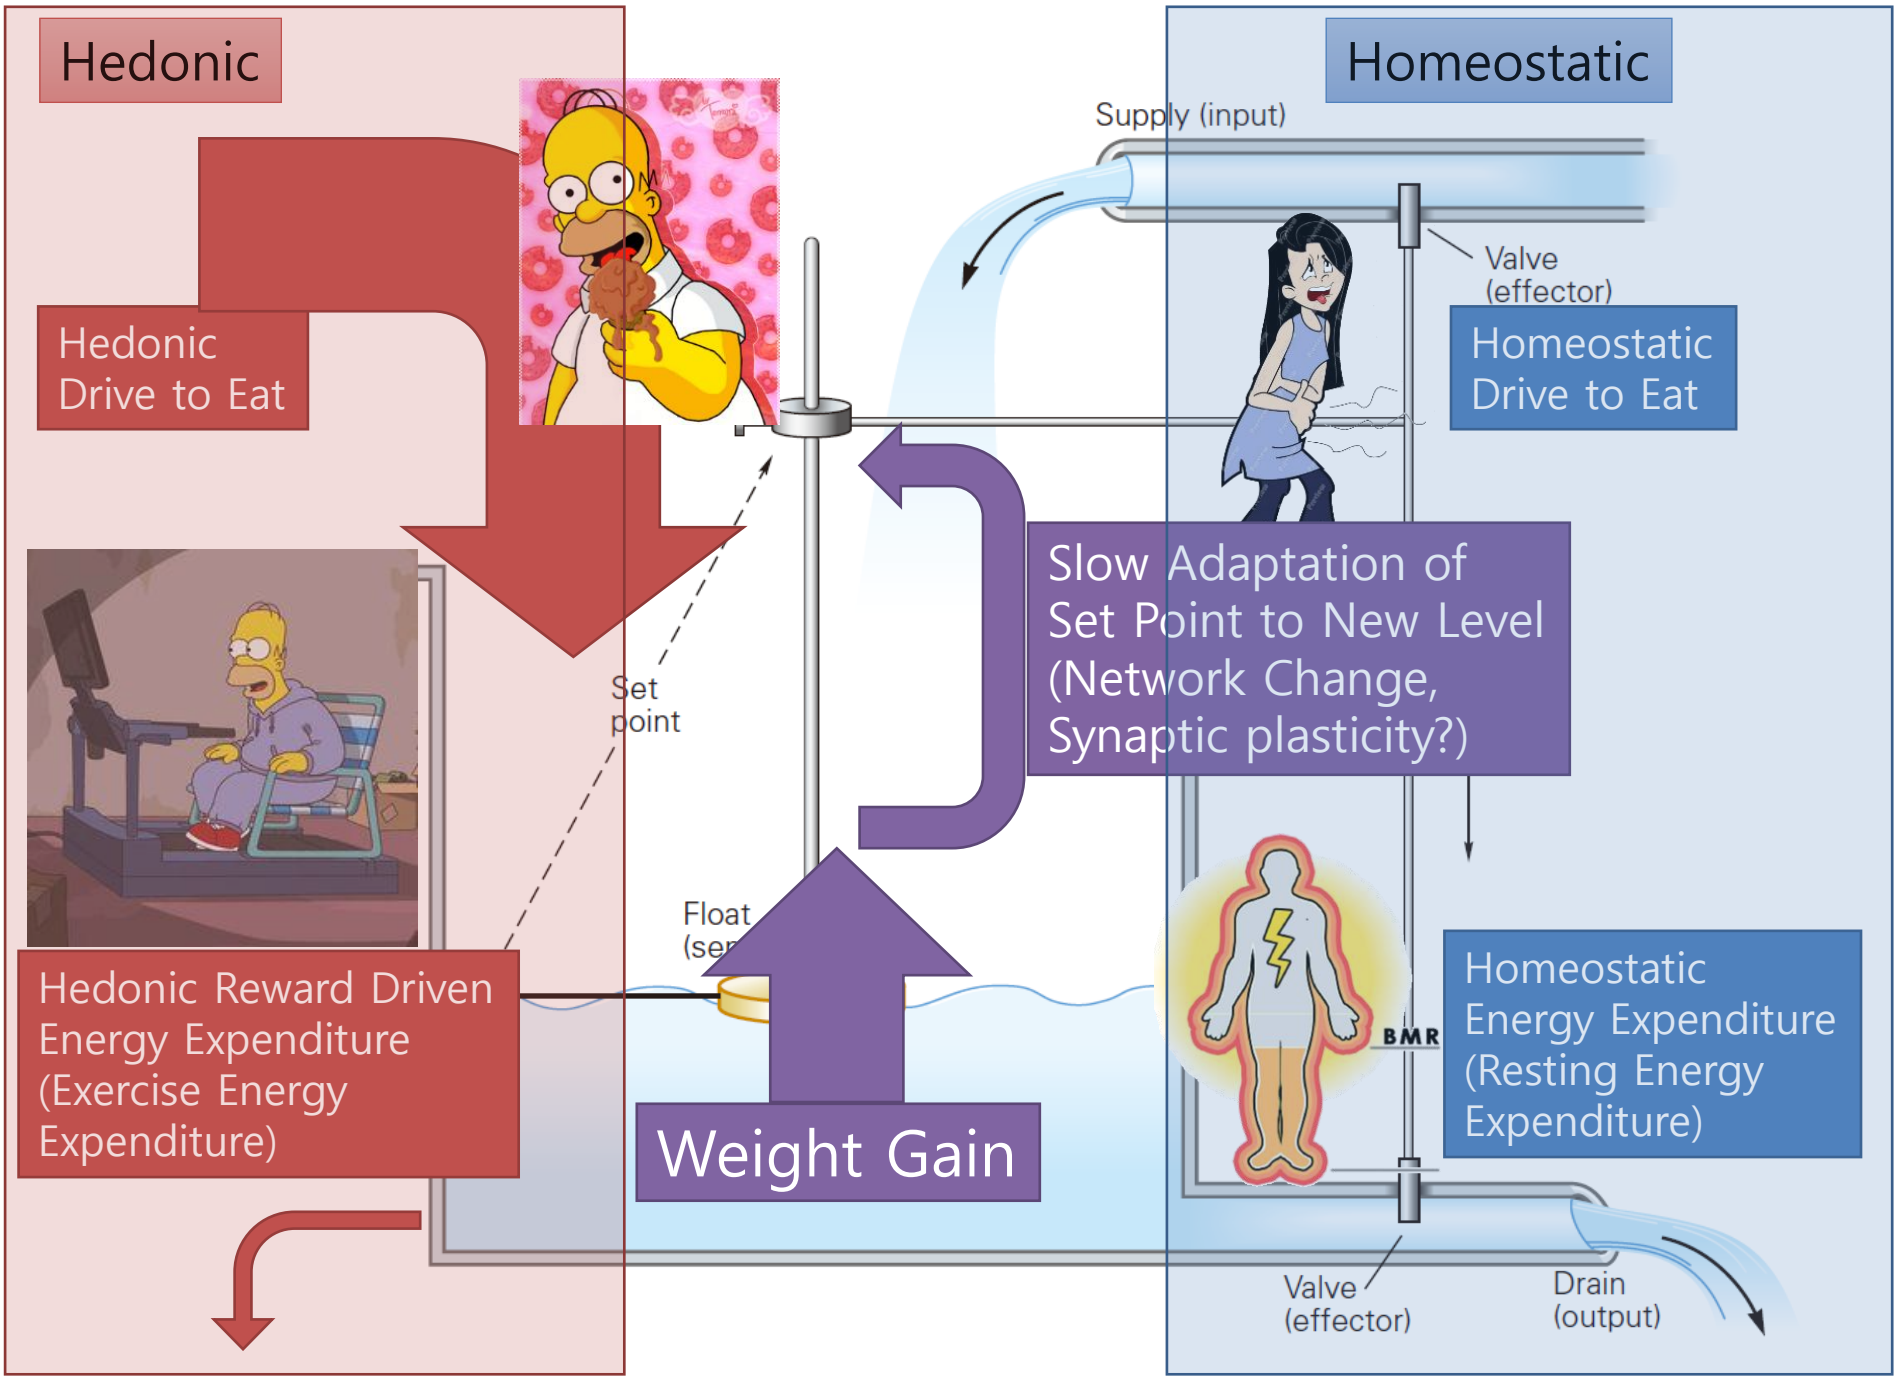 Hedonic
Homeostatic
Supply (input)
Valve
(effector)
Hedonic
Drive to Eat
Homeostatic
Drive to Eat
Slow Adaptation of
Set Point to New Level
(Network Change,
Synaptic plasticity?)
Set
point
Float
(ser
Hedonic Reward Driven
Energy Expenditure
(Exercise Energy
Expenditure)
BMR
Homeostatic
Energy Expenditure
(Resting Energy
Expenditure)
Weight Gain
Valve
(effector)
Drain
(output)